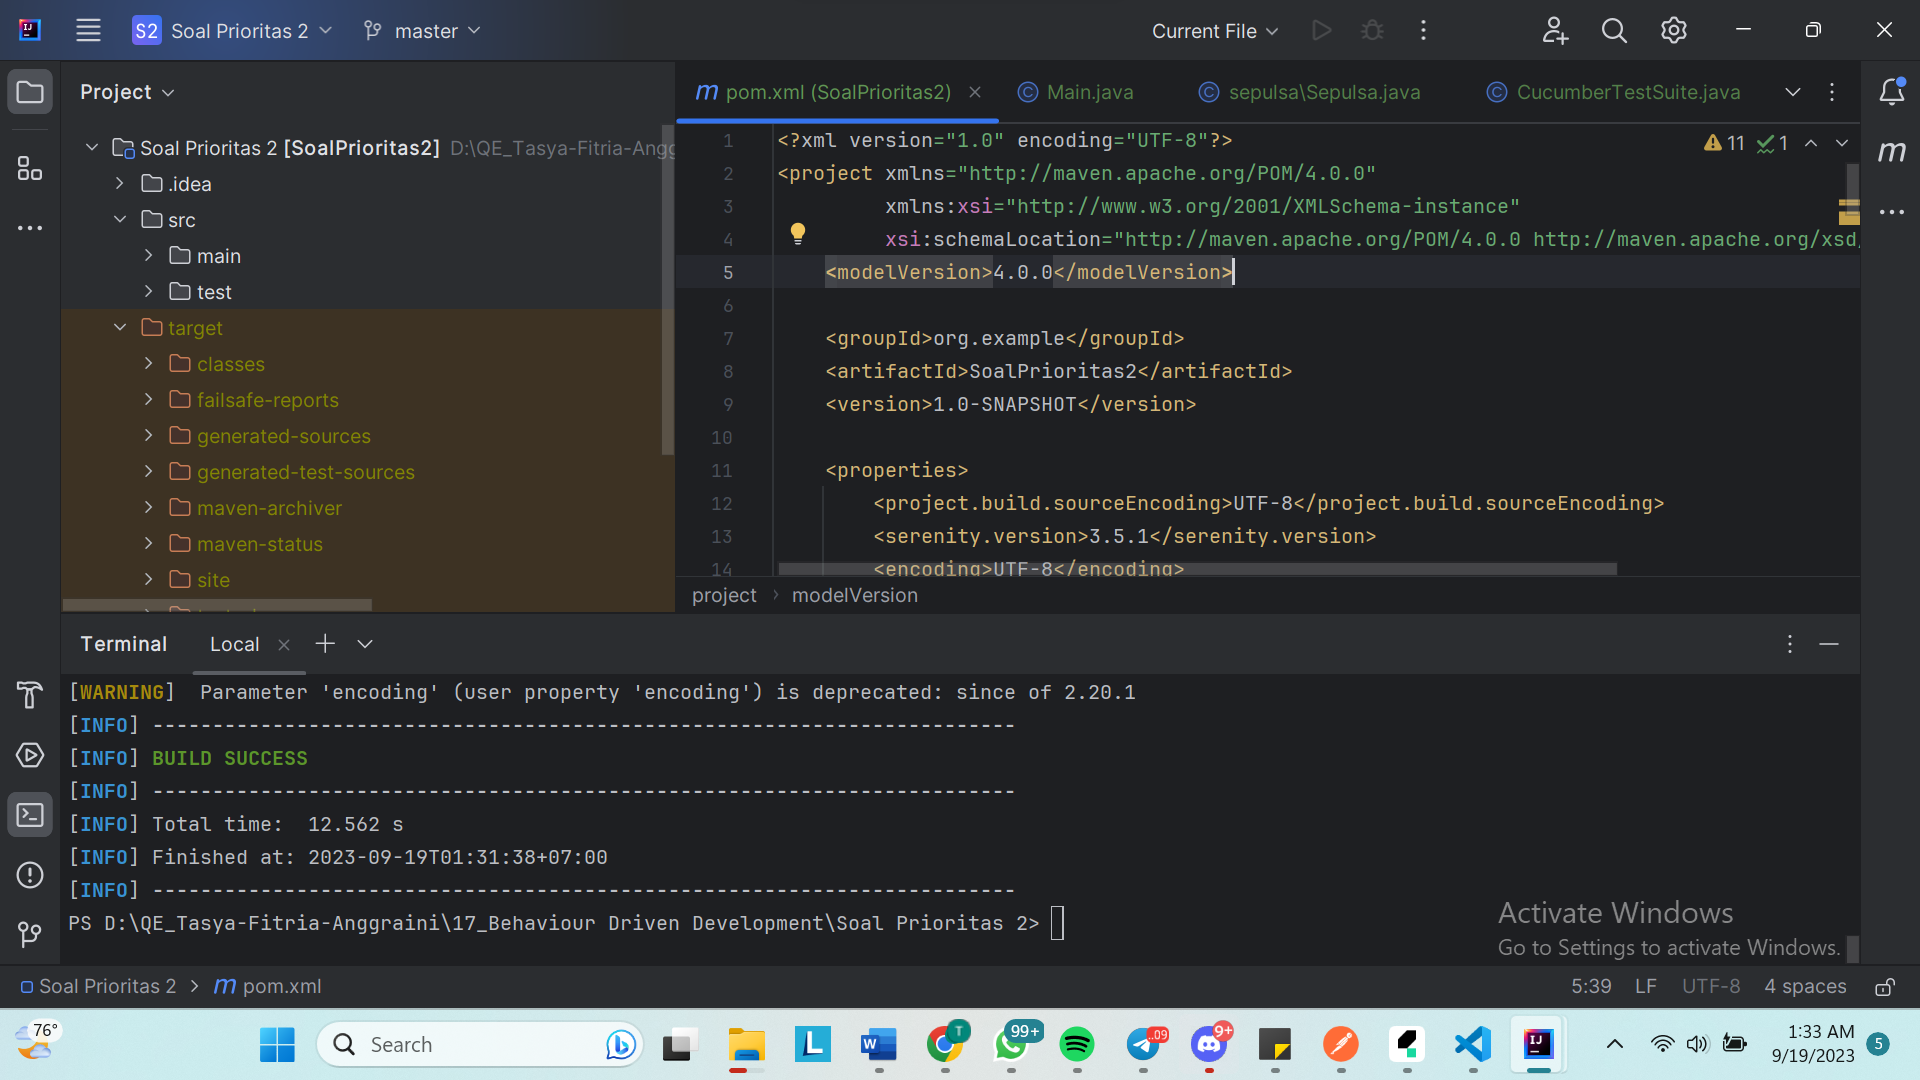 S2 Soal Prioritas 2 master Current File
Project
pom.xml (SoalPrioritas2) Main.java sepulsa\Sepulsa.java CucumberTestSuite.java
Soal Prioritas 2 [SoalPrioritas2] D:\QE_Tasya-Fitria-Angg
.idea
src
main
test
target
classes
failsafe-reports
generated-sources
generated-test-sources
maven-archiver
maven-status
site
11 1
1 <?xml version="1.0" encoding="UTF-8"?>
2 <project xmlns="http://maven.apache.org/POM/4.0.0"
3 xmlns:xsi="http://www.w3.org/2001/XMLSchema-instance"
4 xsi:schemaLocation="http://maven.apache.org/POM/4.0.0 http://maven.apache.org/xsd/
5 <modelVersion>4.0.0</modelVersion>
6
7 <groupId>org.example</groupId>
8 <artifactId>SoalPrioritas2</artifactId>
9 <version>1.0-SNAPSHOT</version>
10
11 <properties>
12 <project.build.sourceEncoding>UTF-8</project.build.sourceEncoding>
13 <serenity.version>3.5.1</serenity.version>
14 <encoding>UTF-8</encoding>
project › modelVersion
Terminal Local
[WARNING]  Parameter 'encoding' (user property 'encoding') is deprecated: since of 2.20.1
[INFO] ------------------------------------------------------------------------
[INFO] BUILD SUCCESS
[INFO] ------------------------------------------------------------------------
[INFO] Total time:  12.562 s
[INFO] Finished at: 2023-09-19T01:31:38+07:00
[INFO] ------------------------------------------------------------------------
PS D:\QE_Tasya-Fitria-Anggraini\17_Behaviour Driven Development\Soal Prioritas 2>
Activate Windows
Go to Settings to activate Windows.
Soal Prioritas 2 › pom.xml 5:39 LF UTF-8 4 spaces
76° Search T 99+ ..09 9+ 1:33 AM
9/19/2023 5